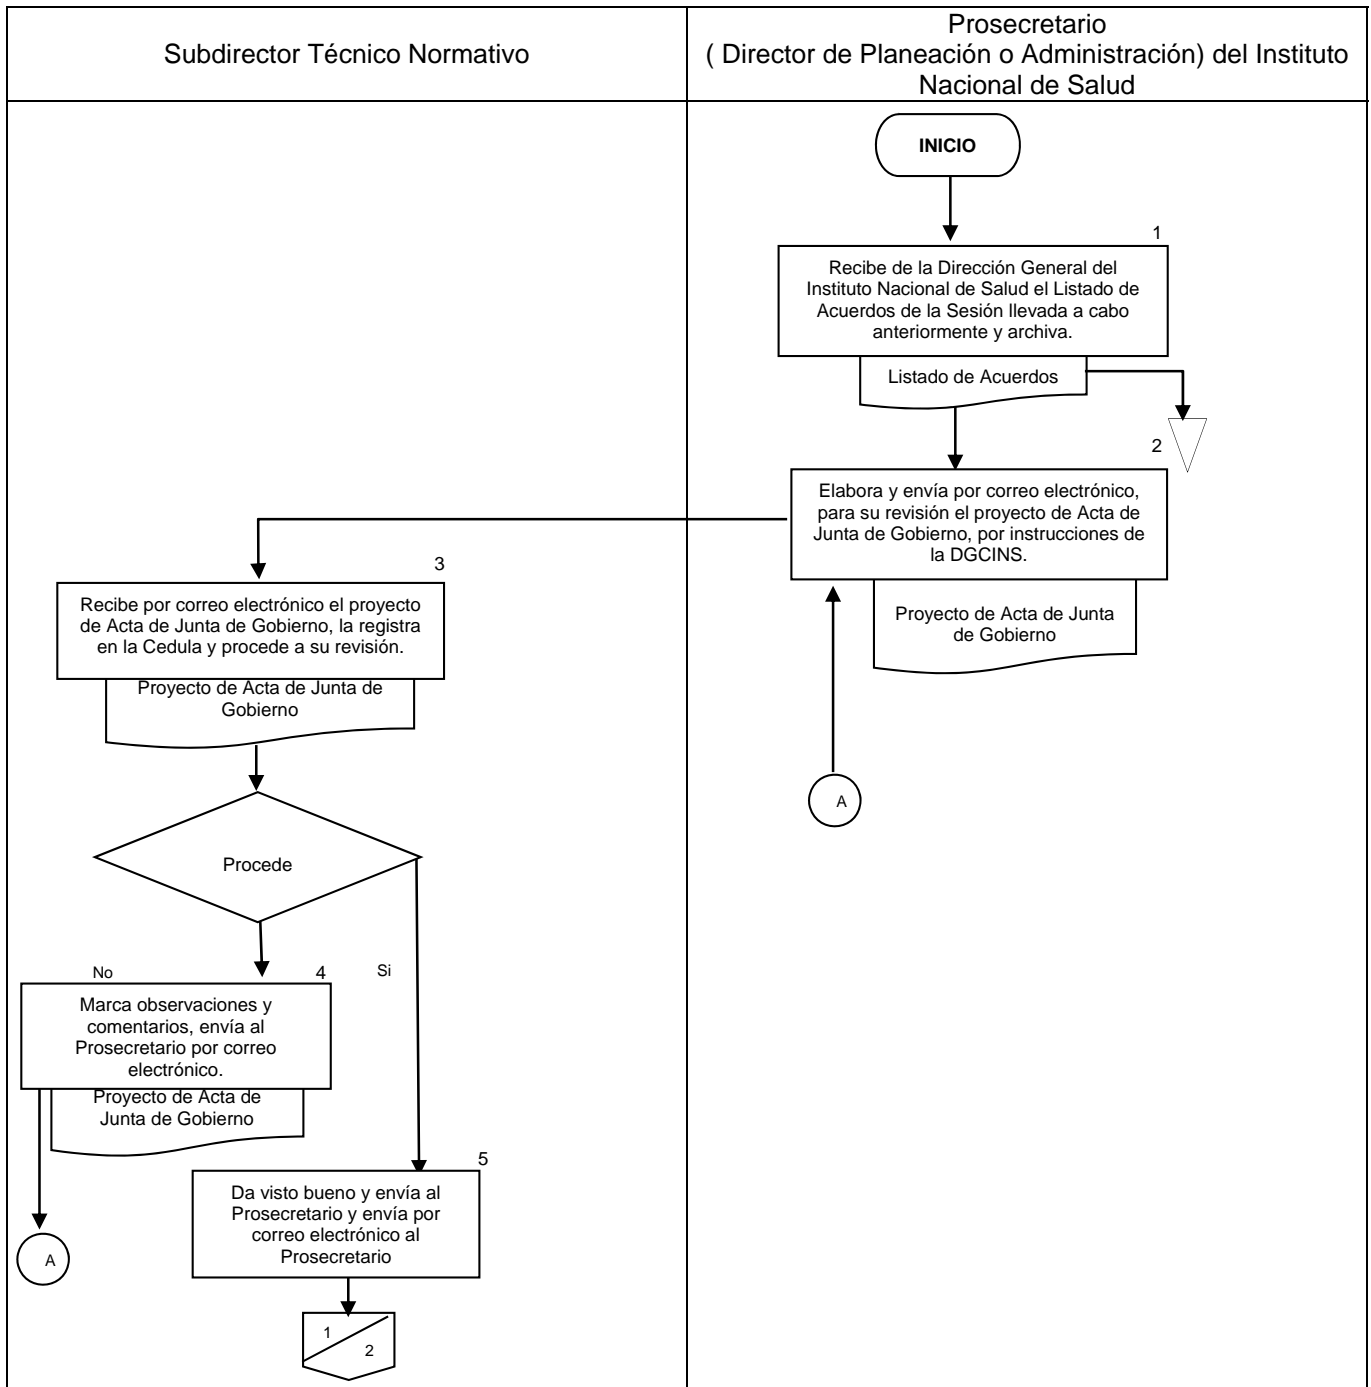 Subdirector Técnico Normativo
Prosecretario
( Director de Planeación o Administración) del Instituto
Nacional de Salud
INICIO
1
Recibe de la Dirección General del
Instituto Nacional de Salud el Listado de
Acuerdos de la Sesión llevada a cabo
anteriormente y archiva.
Listado de Acuerdos
2
Elabora y envía por correo electrónico,
para su revisión el proyecto de Acta de
Junta de Gobierno, por instrucciones de
la DGCINS.
Proyecto de Acta de Junta
de Gobierno
A
3
Recibe por correo electrónico el proyecto
de Acta de Junta de Gobierno, la registra
en la Cedula y procede a su revisión.
Proyecto de Acta de Junta de
Gobierno
Procede
No
4
Si
Marca observaciones y
comentarios, envía al
Prosecretario por correo
electrónico.
Proyecto de Acta de
Junta de Gobierno
A
5
Da visto bueno y envía al
Prosecretario y envía por
correo electrónico al
Prosecretario
1
2